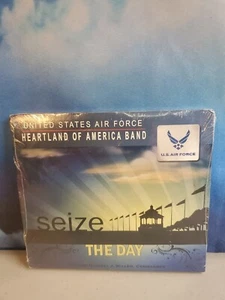 UNITED STATES AIR FORCE
HEARTLAND OF AMERICA BAND
U.S. AIR FORCE
seize
THE DAY